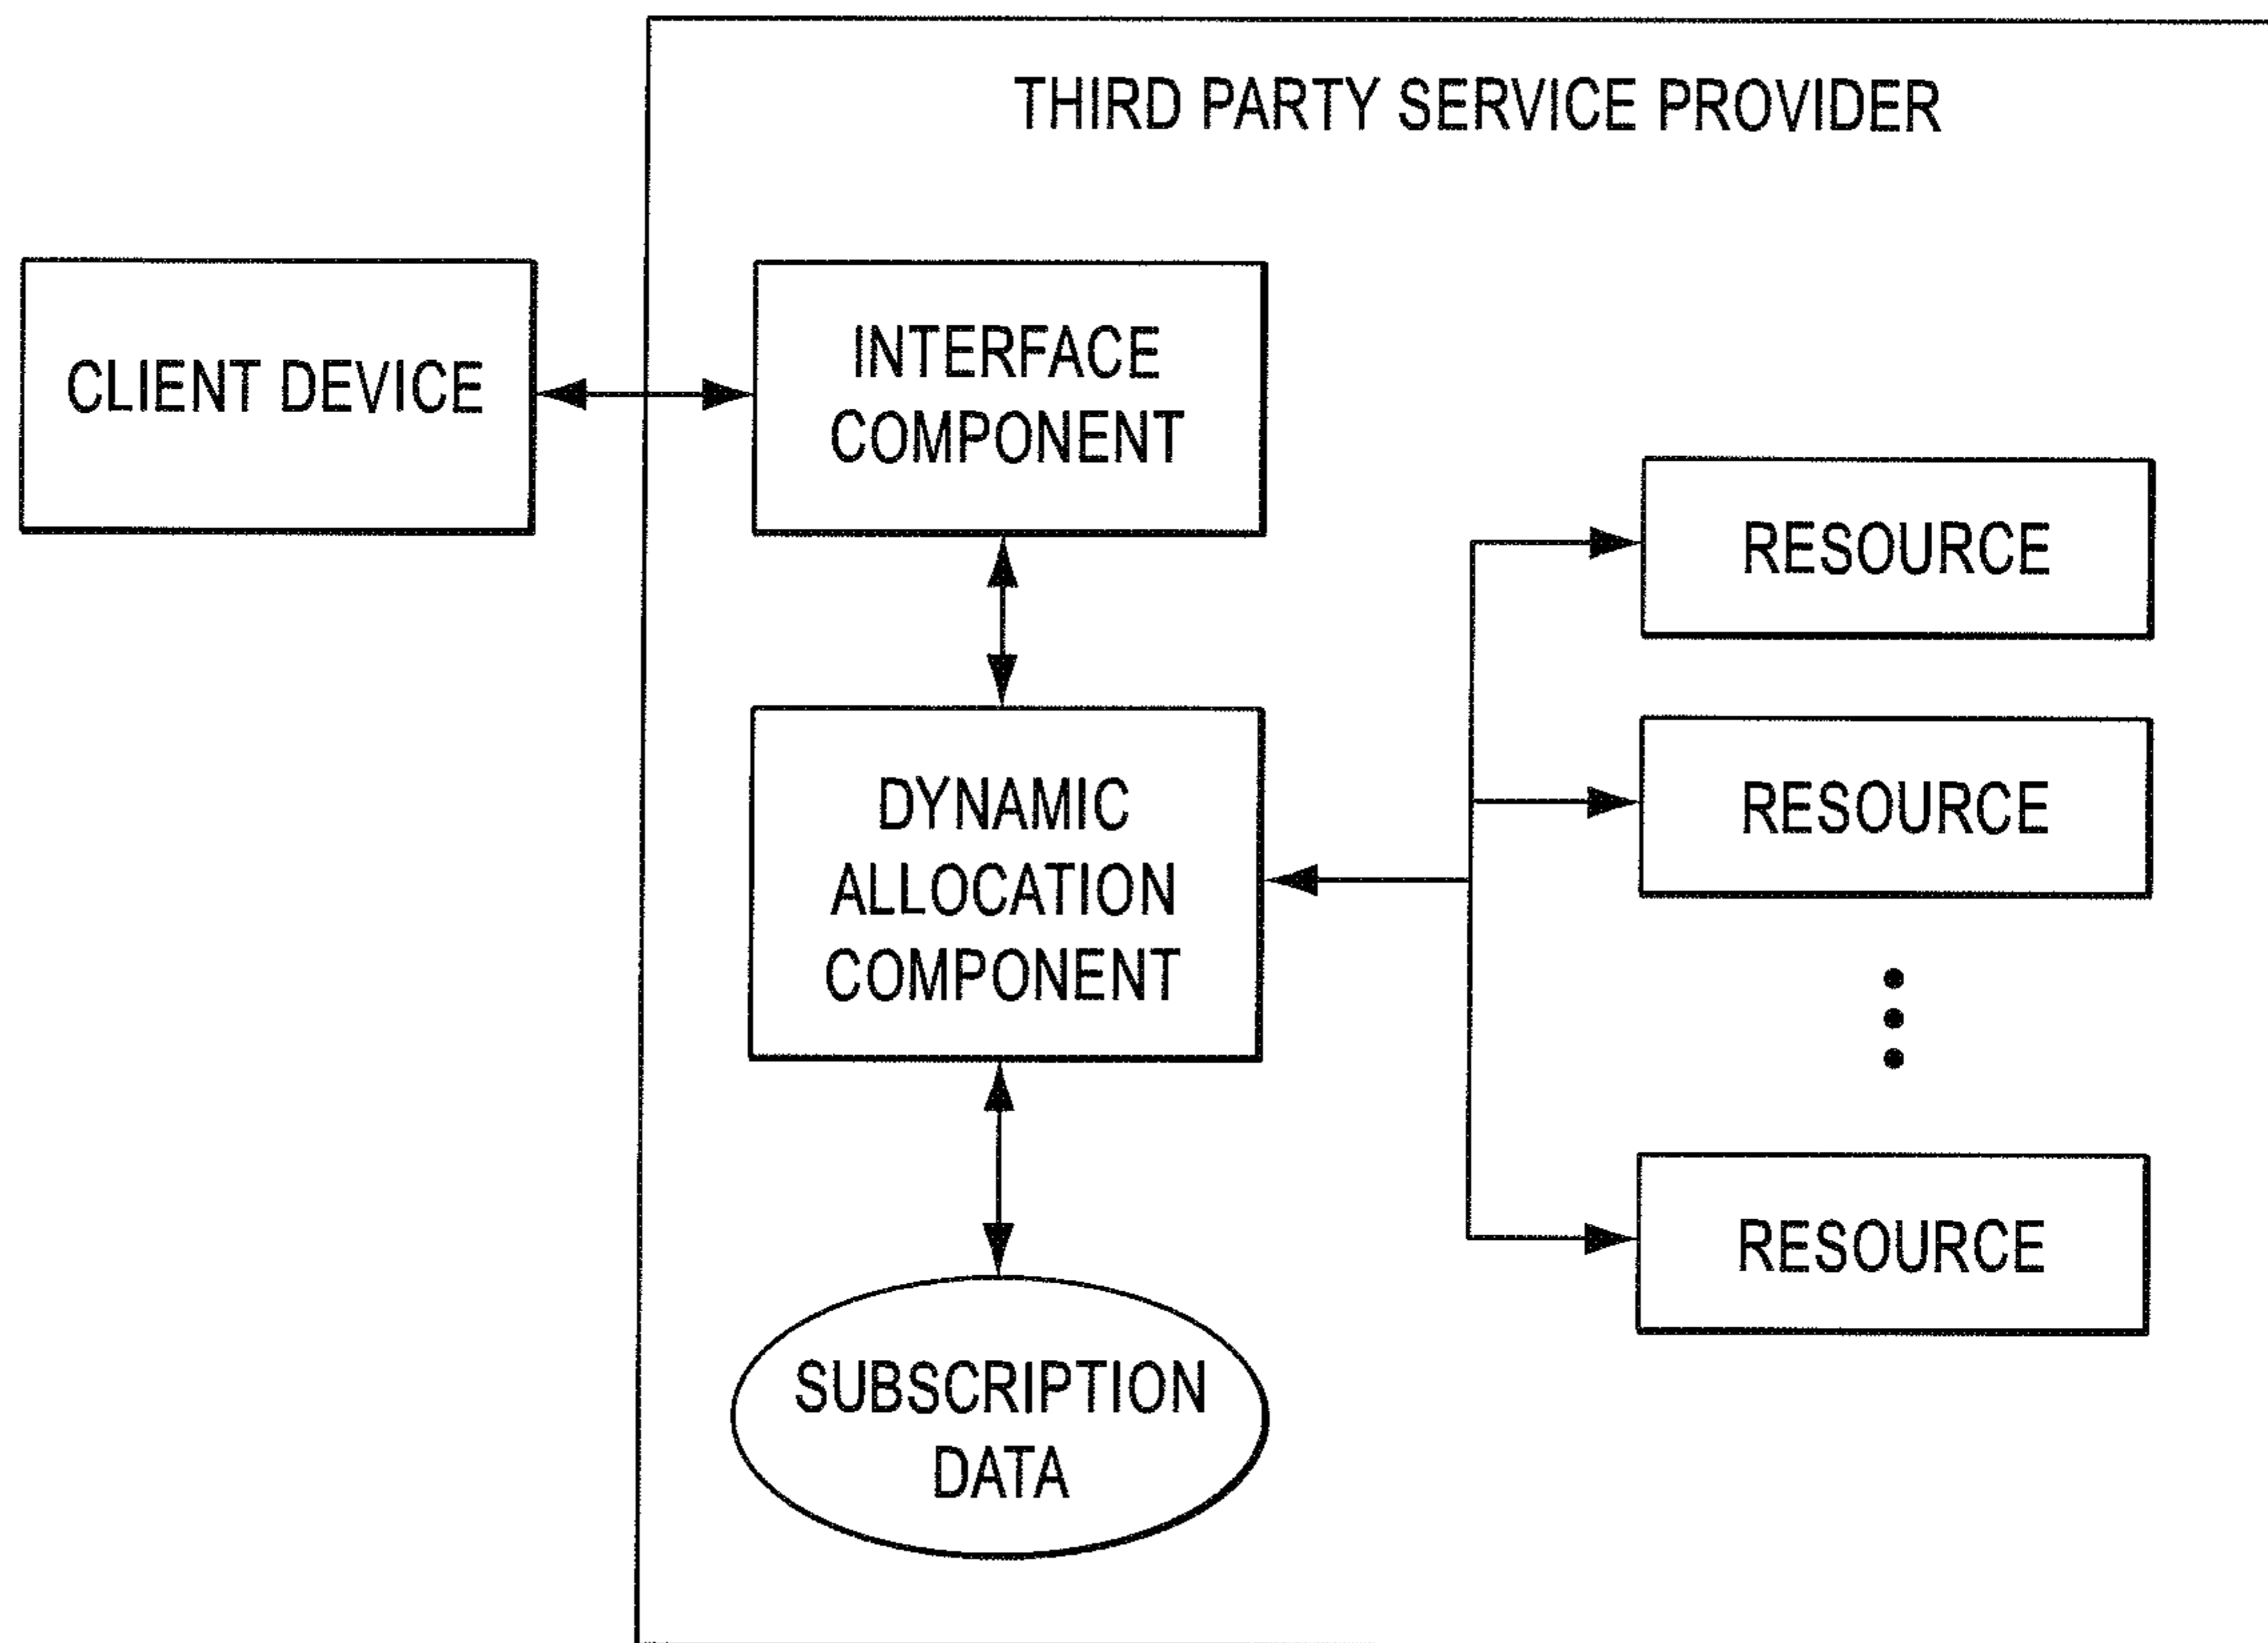 THIRD PARTY SERVICE PROVIDER
CLIENT DEVICE
INTERFACE
COMPONENT
RESOURCE
DYNAMIC
ALLOCATION
COMPONENT
RESOURCE
RESOURCE
SUBSCRIPTION
DATA